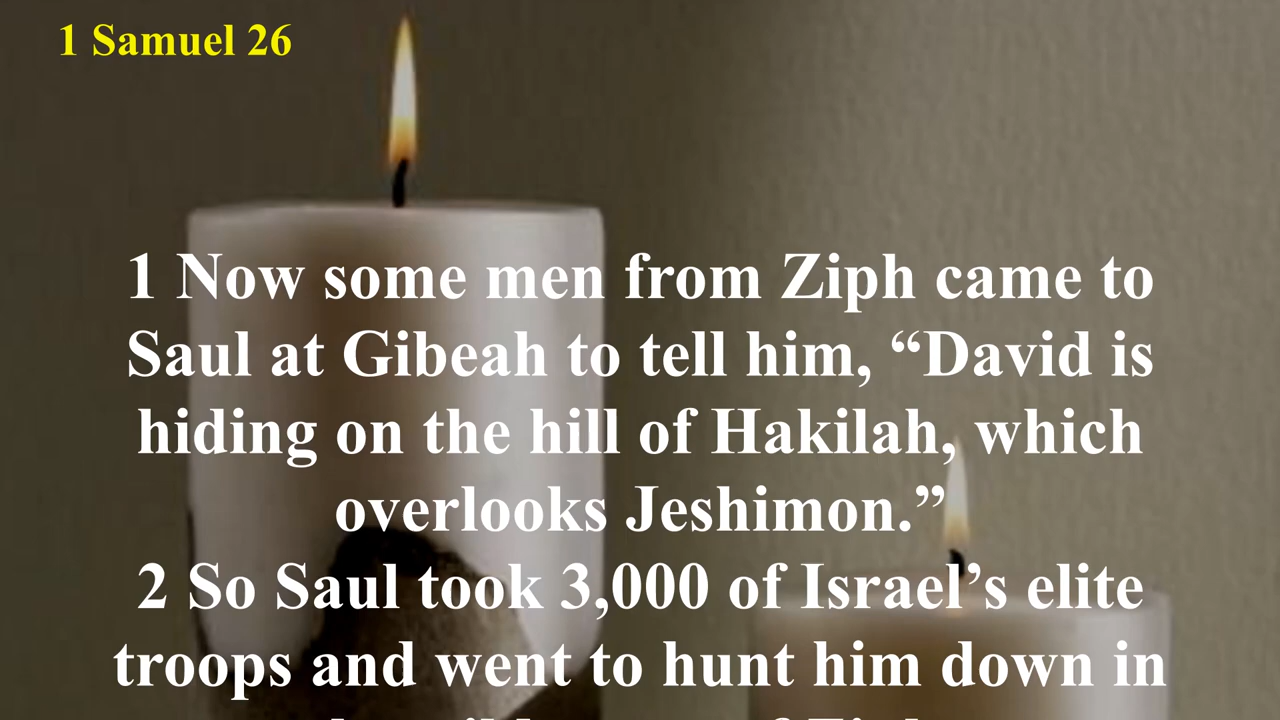 1 Samuel 26
1 Now some men from Ziph came to
Saul at Gibeah to tell him, “David is
hiding on the hill of Hakilah, which
overlooks Jeshimon.”
2 So Saul took 3,000 of Israel’s elite
troops and went to hunt him down in